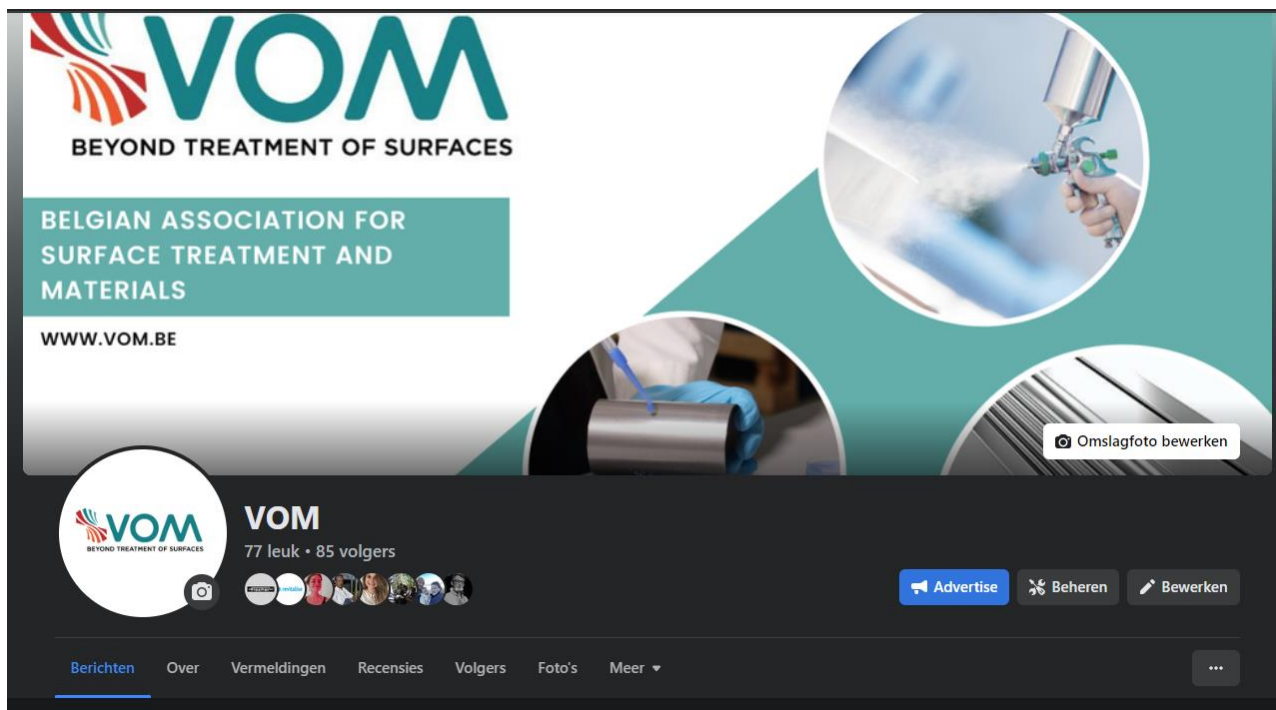 VOM
BEYOND TREATMENT OF SURFACES
BELGIAN ASSOCIATION FOR
SURFACE TREATMENT AND
MATERIALS
WWW.VOM.BE
Omslagfoto bewerken
VOM
BEYOND TREATMENT OF SURFACES
VOM
77 leuk • 85 volgers
Advertise
Beheren
Bewerken
Berichten
Over
Vermeldingen
Recensies
Volgers
Foto's
Meer